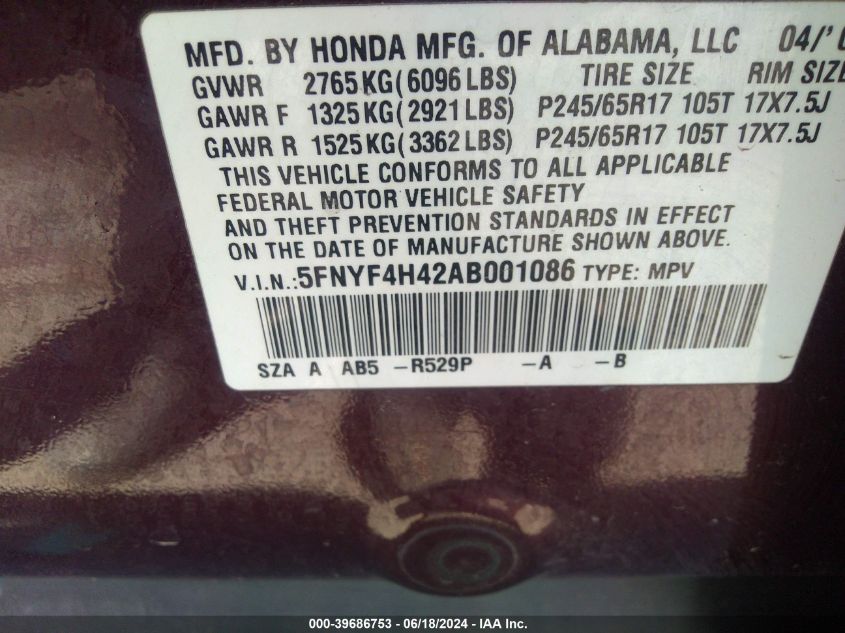 MFD. BY HONDA MFG. OF ALABAMA, LLC 04/'
GVWR 2765KG(6096LBS) TIRE SIZE RIM SIZE
GAWR F 1325KG(2921LBS) P245/65R17 105T 17X7.5J
GAWR R 1525KG(3362LBS) P245/65R17 105T 17X7.5J
THIS VEHICLE CONFORMS TO ALL APPLICABLE
FEDERAL MOTOR VEHICLE SAFETY
AND THEFT PREVENTION STANDARDS IN EFFECT
ON THE DATE OF MANUFACTURE SHOWN ABOVE.
V.I.N.:5FNYF4H42AB001086 TYPE: MPV
SZA A AB5 -R529P -A -B
000-39686753 - 06/18/2024 - IAA Inc.